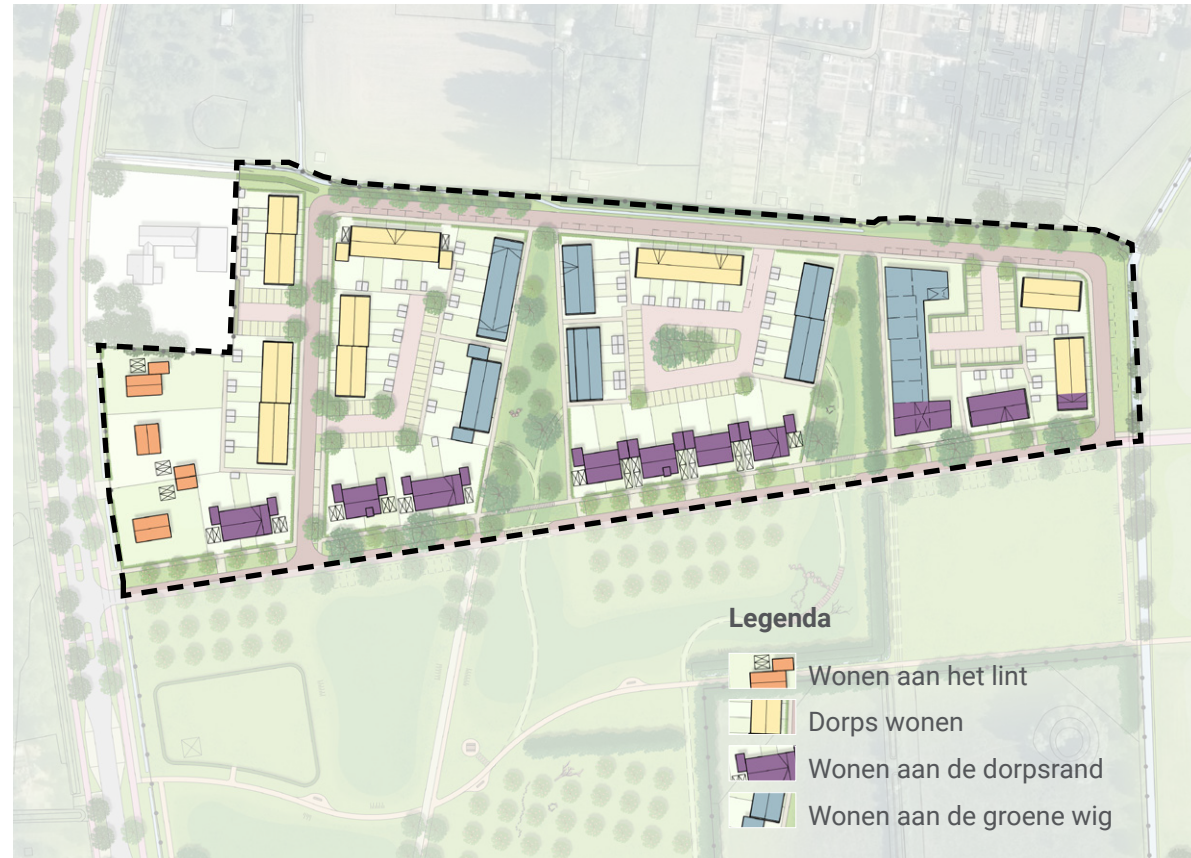 Legenda
Wonen aan het lint
Dorps wonen
Wonen aan de dorpsrand
Wonen aan de groene wig